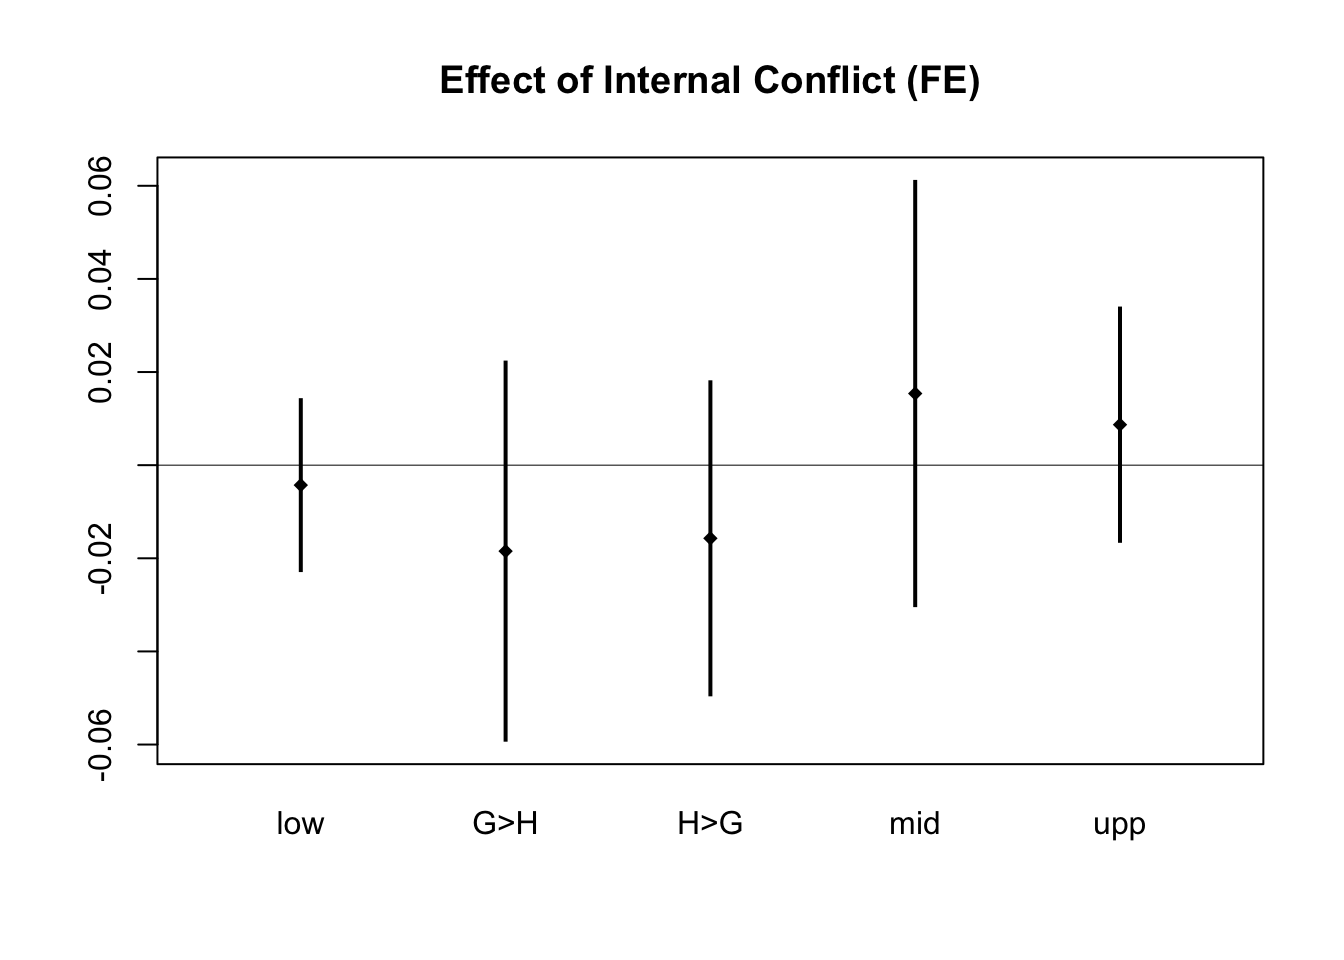 Effect of Internal Conflict (FE)
0.06
0.04
0.02
-0.02
-0.06
low G>H H>G mid upp